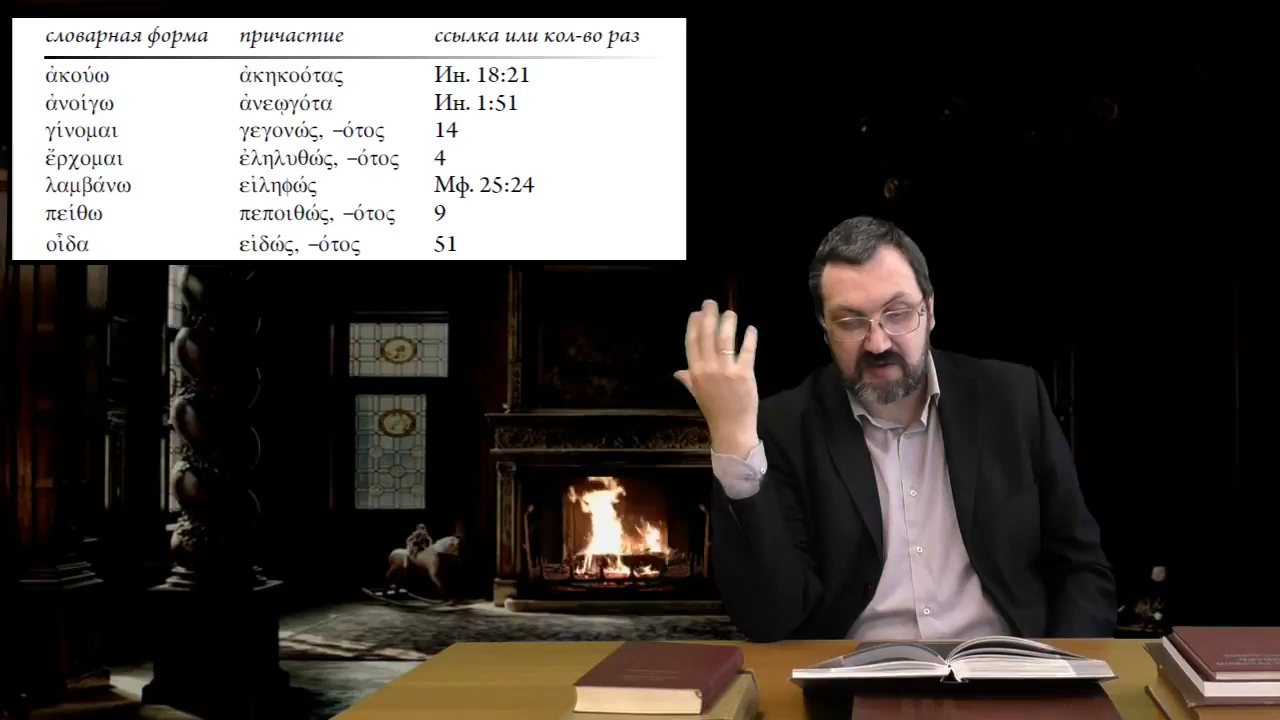 словарная форма причастие ссылка или кол-во раз
ἀκούω ἀκηκοότας Ин. 18:21
ἀνοίγω ἀνεῳγότα Ин. 1:51
γίνομαι γεγονώς, –ότος 14
ἔρχομαι ἐληλυθώς, –ότος 4
λαμβάνω εἰληφώς Мф. 25:24
πείθω πεποιθώς, –ότος 9
οἶδα εἰδώς, –ότος 51